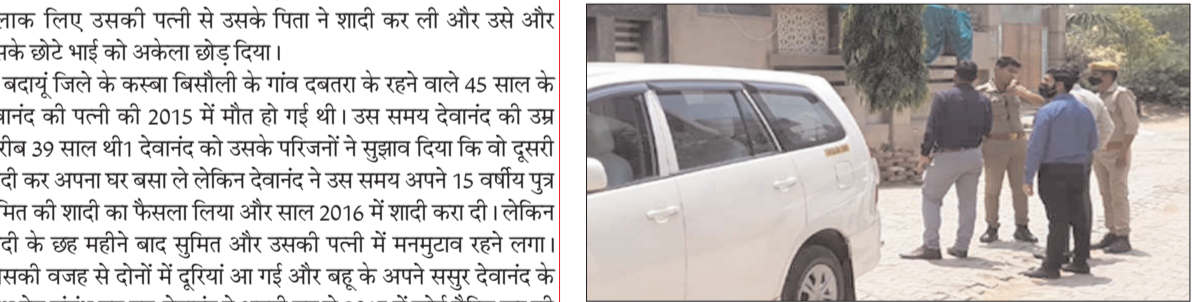 लाक लिए उसकी पत्नी से उसके पिता ने शादी कर ली और उसे और
सके छोटे भाई को अकेला छोड़ दिया।
बदायूं जिले के कस्बा बिसौली के गांव दबतरा के रहने वाले 45 साल के
वानंद की पत्नी की 2015 में मौत हो गई थी। उस समय देवानंद की उम्र
रीब 39 साल थी1 देवानंद को उसके परिजनों ने सुझाव दिया कि वो दूसरी
दी कर अपना घर बसा ले लेकिन देवानंद ने उस समय अपने 15 वर्षीय पुत्र
मित की शादी का फैसला लिया और साल 2016 में शादी करा दी। लेकिन
दी के छह महीने बाद सुमित और उसकी पत्नी में मनमुटाव रहने लगा।
सकी वजह से दोनों में दूरियां आ गई और बहू के अपने ससुर देवानंद के